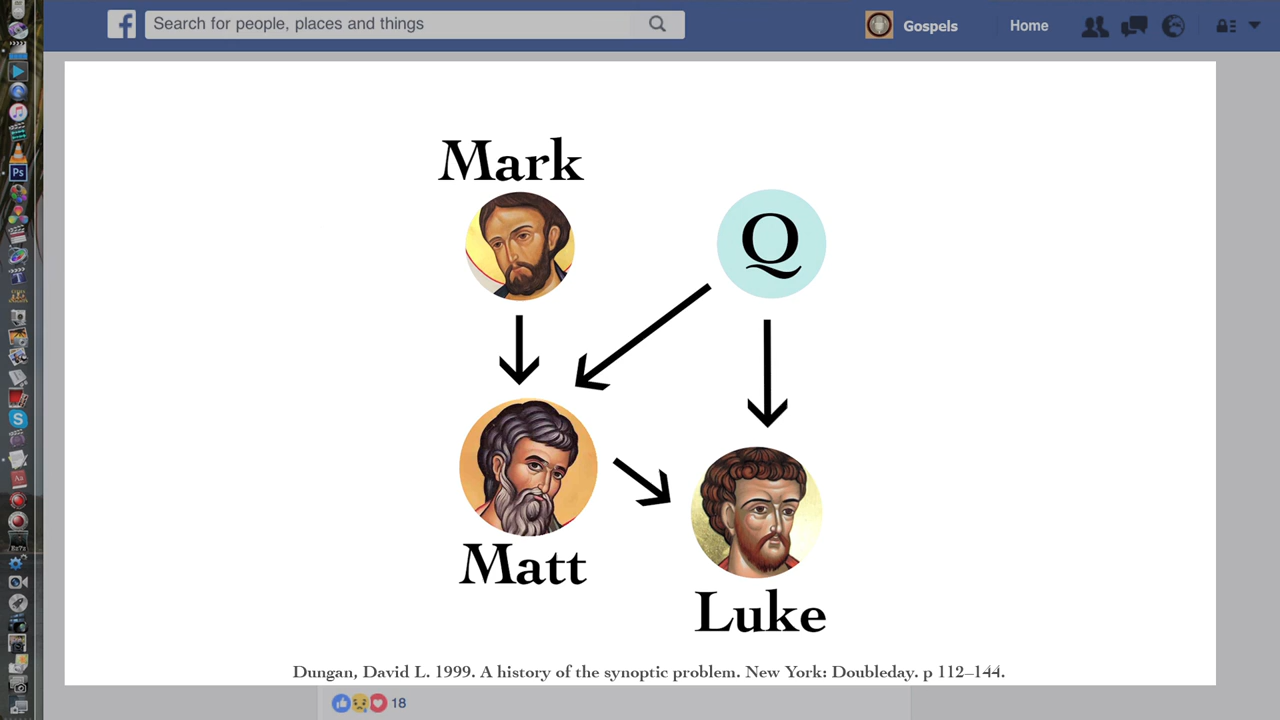 Search for people, places and things
Gospels
Home
Mark
Q
Matt
Luke
Dungan, David L. 1999. A history of the synoptic problem. New York: Doubleday. p 112–144.
18
Ps